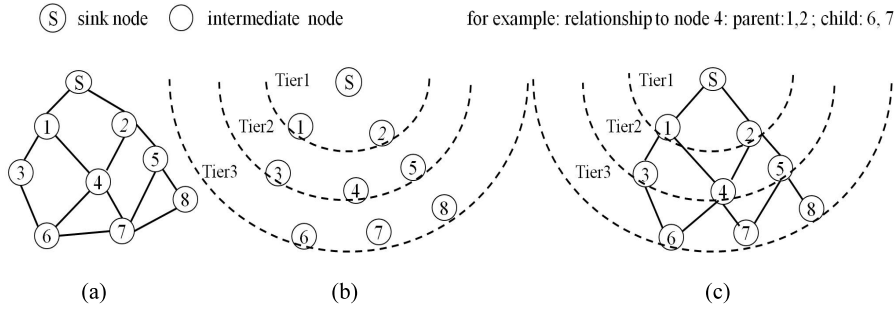 S sink node intermediate node for example: relationship to node 4: parent:1,2 ; child: 6, 7
S
1
2
3
4
5
6
7
8
(a)
Tier1
S
Tier2
1
2
Tier3
3
4
5
6
7
8
(b)
Tier1
S
Tier2
1
2
Tier3
3
4
5
6
7
8
(c)